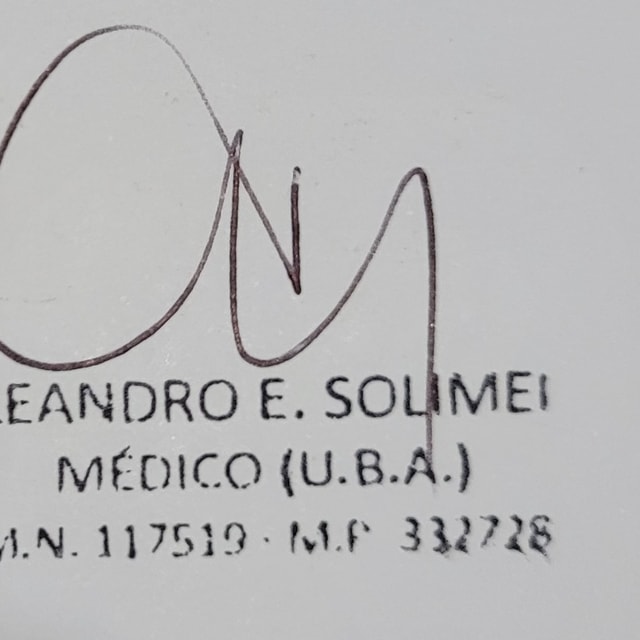 LEANDRO E. SOLIMEI
MÉDICO (U.B.A.)
M.N. 117519 · M.P 332728